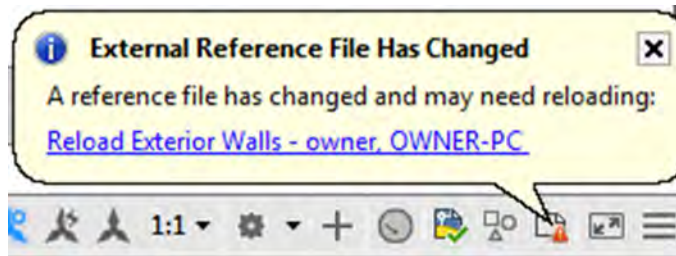 External Reference File Has Changed
A reference file has changed and may need reloading:
Reload Exterior Walls - owner, OWNER-PC
1:1